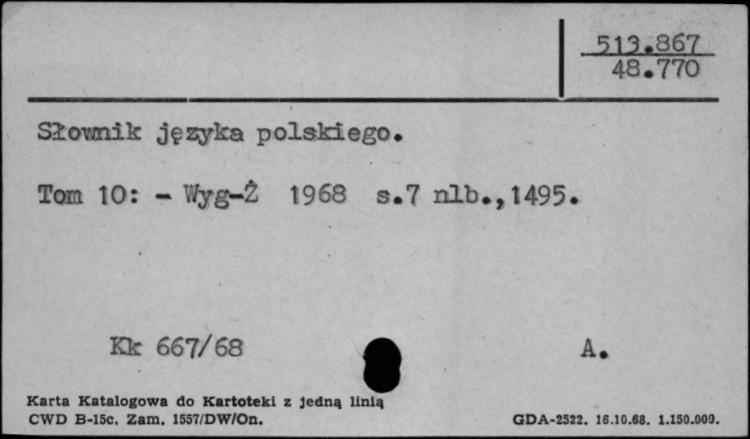 513.867
48.770
Słownik języka polskiego.
Tom 10: - Wyg-Ż 1968 s.7 nlb.,1495.
Kk 667/68 A.
Karta Katalogowa do Kartoteki z jedną linią
CWD B-15c. Zam. 1557/DW/On. GDA-2522. 16.10.68. 1.150.000.